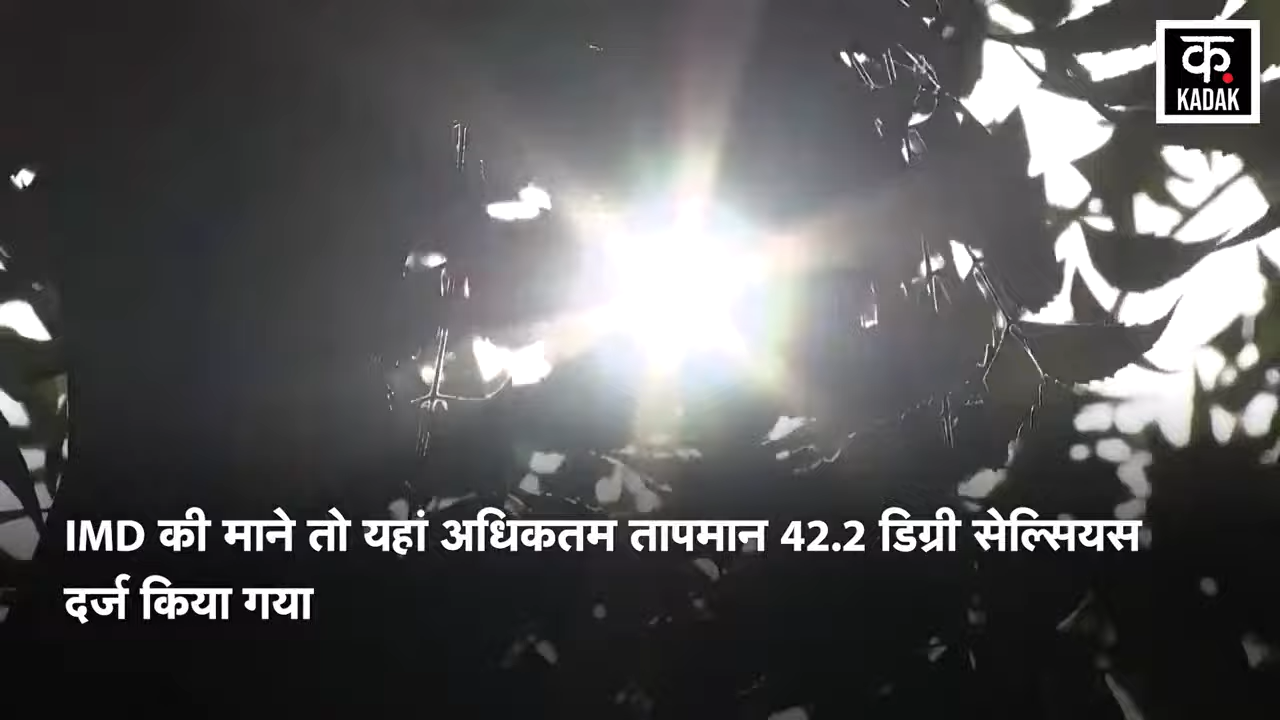 क.
KADAK
IMD की माने तो यहां अधिकतम तापमान 42.2 डिग्री सेल्सियस
दर्ज किया गया